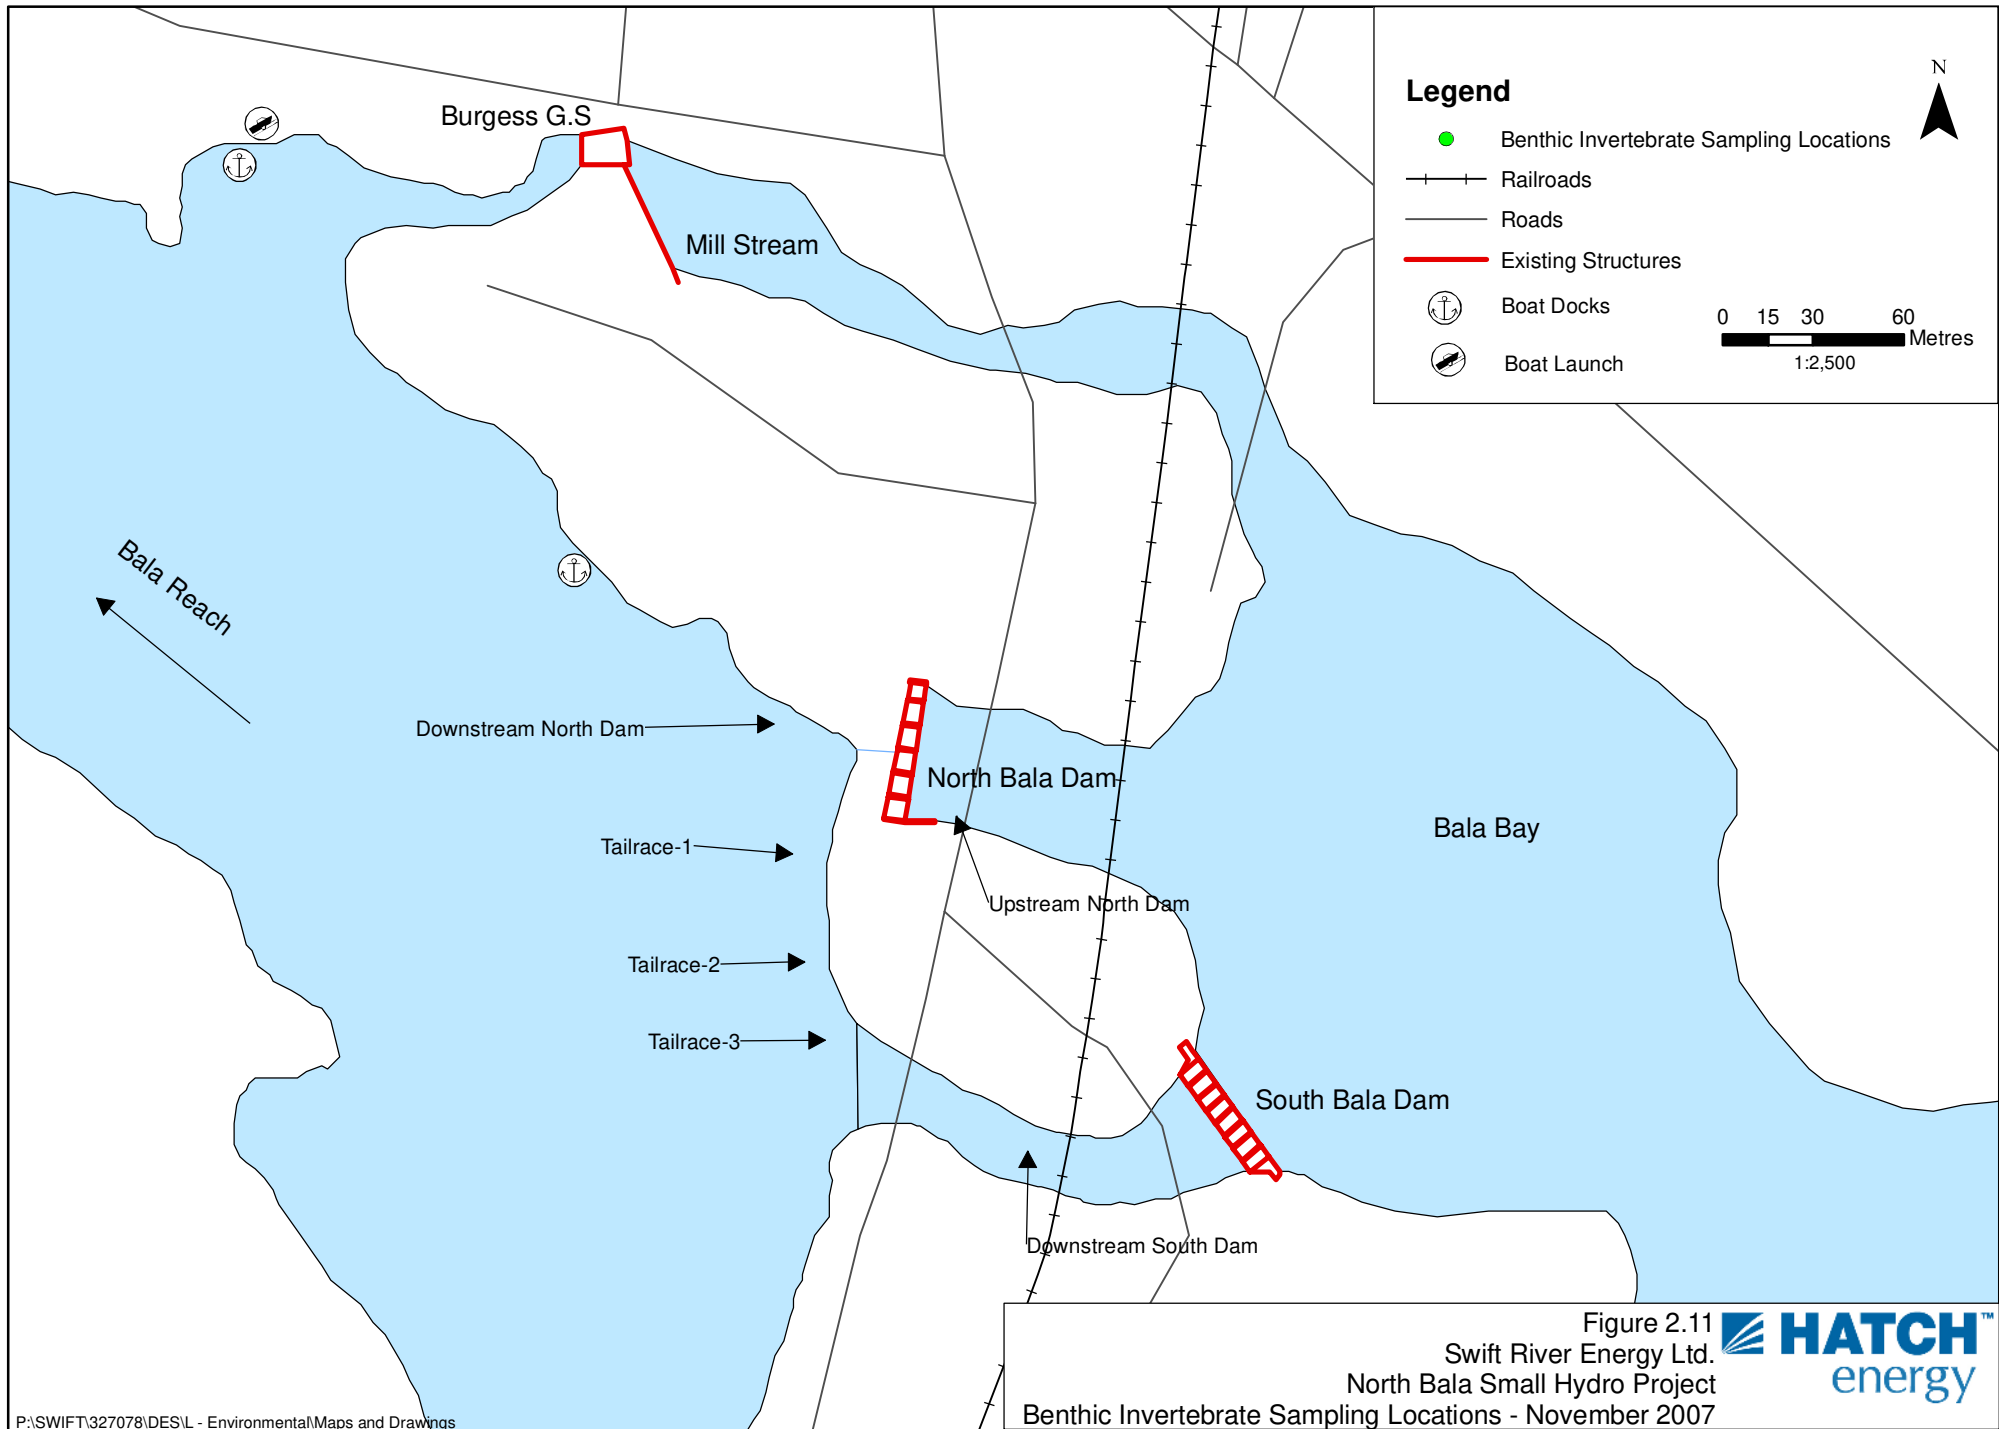 Burgess G.S
Mill Stream
Bala Reach
Downstream North Dam
North Bala Dam
Tailrace-1
Bala Bay
Upstream North Dam
Tailrace-2
Tailrace-3
South Bala Dam
Downstream South Dam
Legend
N
Benthic Invertebrate Sampling Locations
Railroads
Roads
Existing Structures
Boat Docks
Boat Launch
0 15 30 60
Metres
1:2,500
Figure 2.11
Swift River Energy Ltd.
North Bala Small Hydro Project
Benthic Invertebrate Sampling Locations - November 2007
HATCH™
energy
P:\SWIFT\327078\DES\L - Environmental\Maps and Drawings